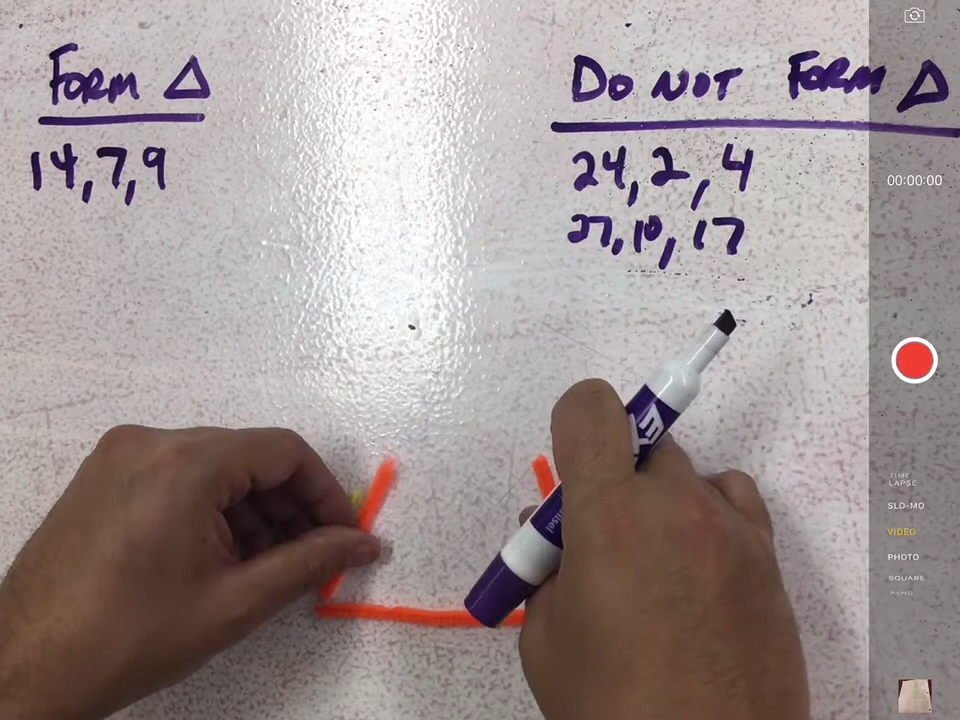 Form Δ
Do not Form Δ
14,7,9
24,2,4
27,10,17
00:00:00
TIME
LAPSE
SLO-MO
VIDEO
PHOTO
SQUARE
PANO